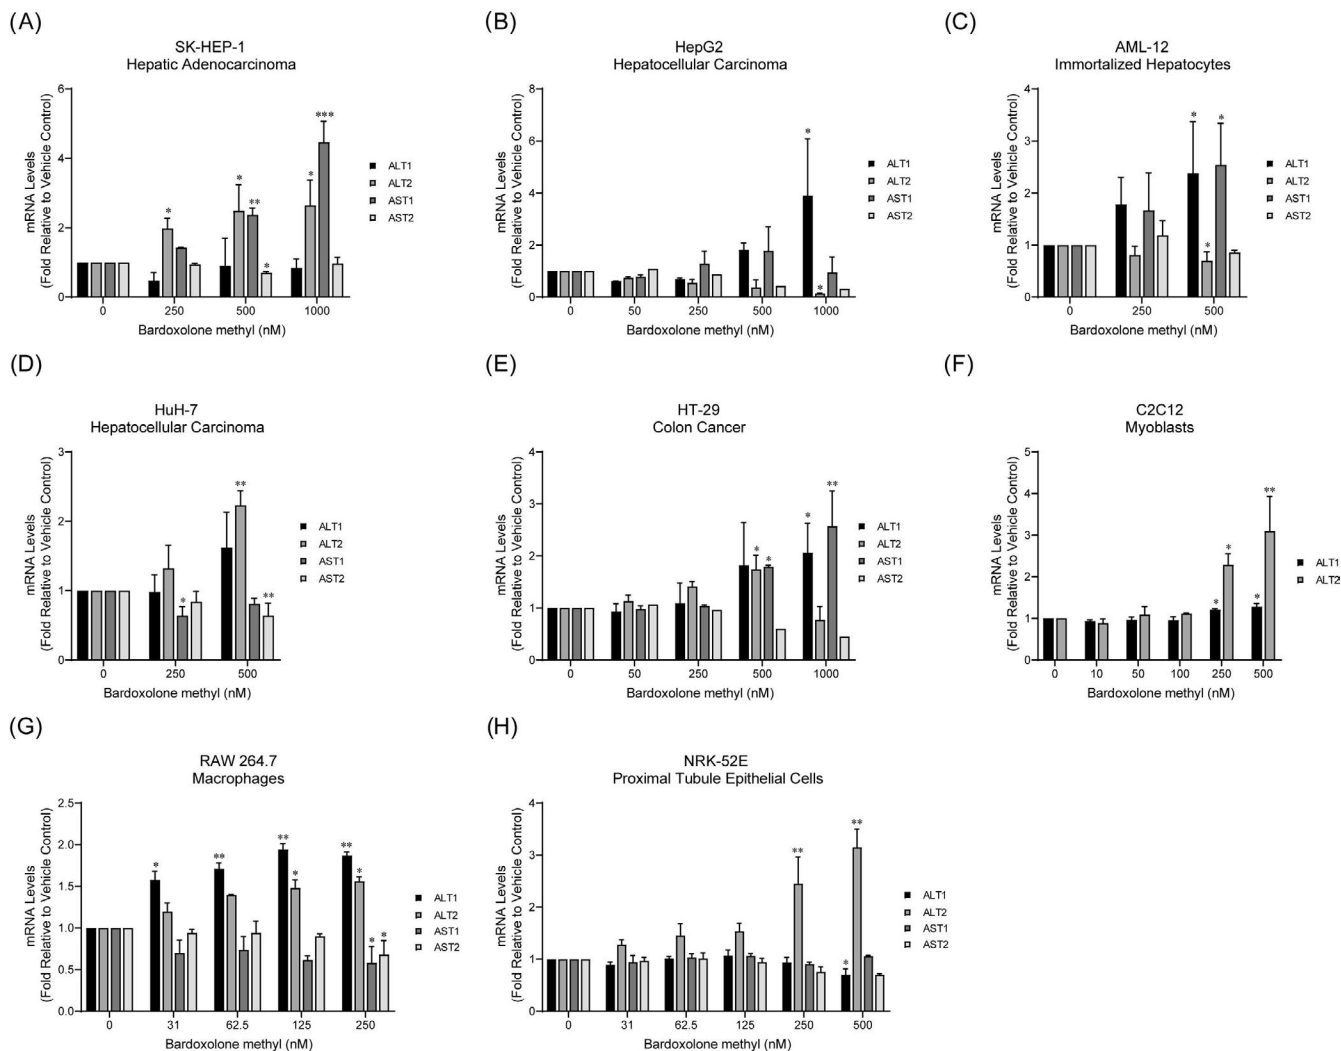 (A)
SK-HEP-1
Hepatic Adenocarcinoma
mRNA Levels
(Fold Relative to Vehicle Control)
6
4
2
0
*
*
**
*
*
***
0 250 500 1000
Bardoxolone methyl (nM)
ALT1
ALT2
AST1
AST2
(B)
HepG2
Hepatocellular Carcinoma
mRNA Levels
(Fold Relative to Vehicle Control)
8
6
4
2
0
*
*
0 50 250 500 1000
Bardoxolone methyl (nM)
ALT1
ALT2
AST1
AST2
(C)
AML-12
Immortalized Hepatocytes
mRNA Levels
(Fold Relative to Vehicle Control)
4
3
2
1
0
*
*
*
0 250 500
Bardoxolone methyl (nM)
ALT1
ALT2
AST1
AST2
(D)
HuH-7
Hepatocellular Carcinoma
mRNA Levels
(Fold Relative to Vehicle Control)
3
2
1
0
*
**
**
0 250 500
Bardoxolone methyl (nM)
ALT1
ALT2
AST1
AST2
(E)
HT-29
Colon Cancer
mRNA Levels
(Fold Relative to Vehicle Control)
4
3
2
1
0
*
*
*
**
0 50 250 500 1000
Bardoxolone methyl (nM)
ALT1
ALT2
AST1
AST2
(F)
C2C12
Myoblasts
mRNA Levels
(Fold Relative to Vehicle Control)
5
4
3
2
1
0
*
*
*
**
0 10 50 100 250 500
Bardoxolone methyl (nM)
ALT1
ALT2
(G)
RAW 264.7
Macrophages
mRNA Levels
(Fold Relative to Vehicle Control)
2.5
2.0
1.5
1.0
0.5
0.0
*
**
**
*
**
*
*
*
0 31 62.5 125 250
Bardoxolone methyl (nM)
ALT1
ALT2
AST1
AST2
(H)
NRK-52E
Proximal Tubule Epithelial Cells
mRNA Levels
(Fold Relative to Vehicle Control)
4
3
2
1
0
**
*
**
0 31 62.5 125 250 500
Bardoxolone methyl (nM)
ALT1
ALT2
AST1
AST2